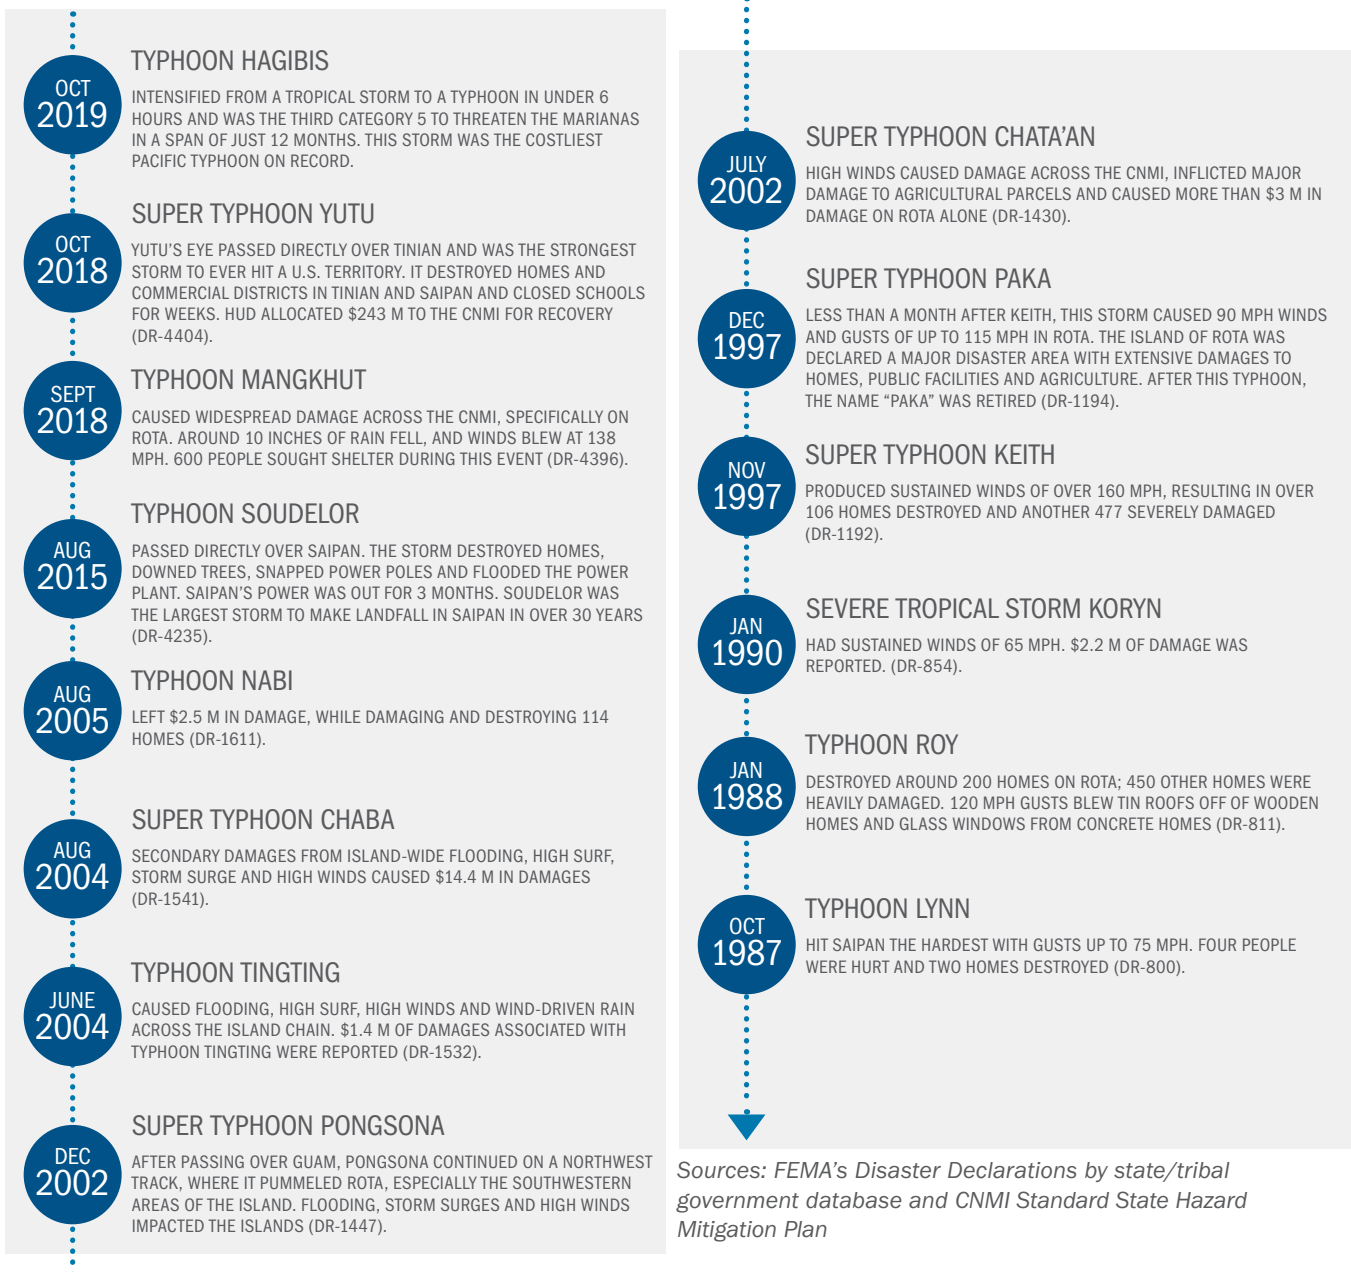 OCT
2019
TYPHOON HAGIBIS
INTENSIFIED FROM A TROPICAL STORM TO A TYPHOON IN UNDER 6
HOURS AND WAS THE THIRD CATEGORY 5 TO THREATEN THE MARIANAS
IN A SPAN OF JUST 12 MONTHS. THIS STORM WAS THE COSTLIEST
PACIFIC TYPHOON ON RECORD.
OCT
2018
SUPER TYPHOON YUTU
YUTU'S EYE PASSED DIRECTLY OVER TINIAN AND WAS THE STRONGEST
STORM TO EVER HIT A U.S. TERRITORY. IT DESTROYED HOMES AND
COMMERCIAL DISTRICTS IN TINIAN AND SAIPAN AND CLOSED SCHOOLS
FOR WEEKS. HUD ALLOCATED $243 M TO THE CNMI FOR RECOVERY
(DR-4404).
SEPT
2018
TYPHOON MANGKHUT
CAUSED WIDESPREAD DAMAGE ACROSS THE CNMI, SPECIFICALLY ON
ROTA. AROUND 10 INCHES OF RAIN FELL, AND WINDS BLEW AT 138
MPH. 600 PEOPLE SOUGHT SHELTER DURING THIS EVENT (DR-4396).
AUG
2015
TYPHOON SOUDELOR
PASSED DIRECTLY OVER SAIPAN. THE STORM DESTROYED HOMES,
DOWNED TREES, SNAPPED POWER POLES AND FLOODED THE POWER
PLANT. SAIPAN'S POWER WAS OUT FOR 3 MONTHS. SOUDELOR WAS
THE LARGEST STORM TO MAKE LANDFALL IN SAIPAN IN OVER 30 YEARS
(DR-4235).
AUG
2005
TYPHOON NABI
LEFT $2.5 M IN DAMAGE, WHILE DAMAGING AND DESTROYING 114
HOMES (DR-1611).
AUG
2004
SUPER TYPHOON CHABA
SECONDARY DAMAGES FROM ISLAND-WIDE FLOODING, HIGH SURF,
STORM SURGE AND HIGH WINDS CAUSED $14.4 M IN DAMAGES
(DR-1541).
JUNE
2004
TYPHOON TINGTING
CAUSED FLOODING, HIGH SURF, HIGH WINDS AND WIND-DRIVEN RAIN
ACROSS THE ISLAND CHAIN. $1.4 M OF DAMAGES ASSOCIATED WITH
TYPHOON TINGTING WERE REPORTED (DR-1532).
DEC
2002
SUPER TYPHOON PONGSONA
AFTER PASSING OVER GUAM, PONGSONA CONTINUED ON A NORTHWEST
TRACK, WHERE IT PUMMELED ROTA, ESPECIALLY THE SOUTHWESTERN
AREAS OF THE ISLAND. FLOODING, STORM SURGES AND HIGH WINDS
IMPACTED THE ISLANDS (DR-1447).
JULY
2002
SUPER TYPHOON CHATA'AN
HIGH WINDS CAUSED DAMAGE ACROSS THE CNMI, INFLICTED MAJOR
DAMAGE TO AGRICULTURAL PARCELS AND CAUSED MORE THAN $3 M IN
DAMAGE ON ROTA ALONE (DR-1430).
DEC
1997
SUPER TYPHOON PAKA
LESS THAN A MONTH AFTER KEITH, THIS STORM CAUSED 90 MPH WINDS
AND GUSTS OF UP TO 115 MPH IN ROTA. THE ISLAND OF ROTA WAS
DECLARED A MAJOR DISASTER AREA WITH EXTENSIVE DAMAGES TO
HOMES, PUBLIC FACILITIES AND AGRICULTURE. AFTER THIS TYPHOON,
THE NAME “PAKA” WAS RETIRED (DR-1194).
NOV
1997
SUPER TYPHOON KEITH
PRODUCED SUSTAINED WINDS OF OVER 160 MPH, RESULTING IN OVER
106 HOMES DESTROYED AND ANOTHER 477 SEVERELY DAMAGED
(DR-1192).
JAN
1990
SEVERE TROPICAL STORM KORYN
HAD SUSTAINED WINDS OF 65 MPH. $2.2 M OF DAMAGE WAS
REPORTED. (DR-854).
JAN
1988
TYPHOON ROY
DESTROYED AROUND 200 HOMES ON ROTA; 450 OTHER HOMES WERE
HEAVILY DAMAGED. 120 MPH GUSTS BLEW TIN ROOFS OFF OF WOODEN
HOMES AND GLASS WINDOWS FROM CONCRETE HOMES (DR-811).
OCT
1987
TYPHOON LYNN
HIT SAIPAN THE HARDEST WITH GUSTS UP TO 75 MPH. FOUR PEOPLE
WERE HURT AND TWO HOMES DESTROYED (DR-800).
Sources: FEMA's Disaster Declarations by state/tribal
government database and CNMI Standard State Hazard
Mitigation Plan